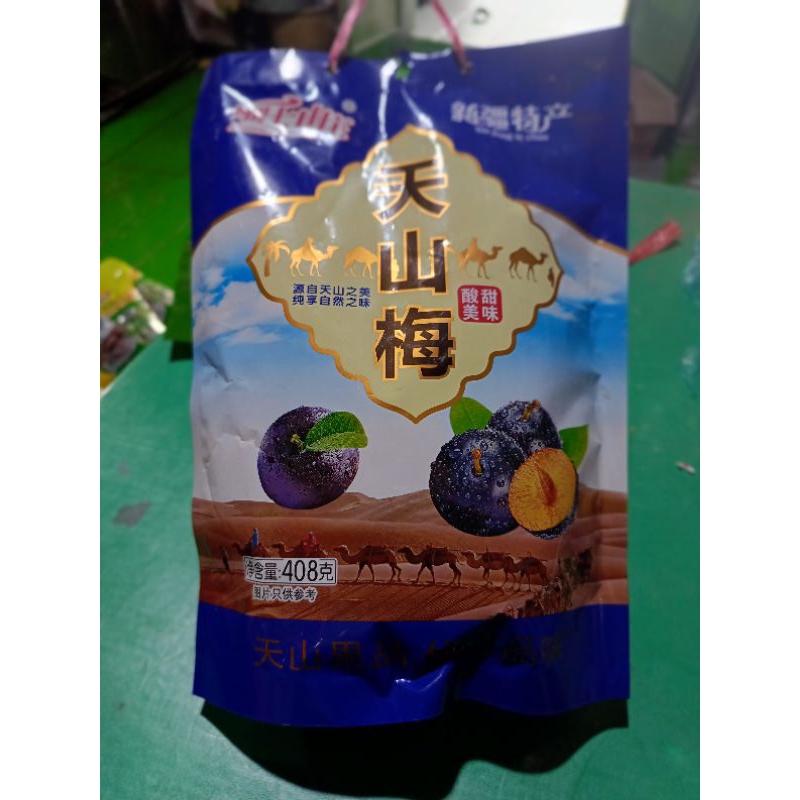 新疆特产
天山梅
源自天山之美
纯享自然之味
酸甜
美味
净含量:408克
图片只供参考
天山果